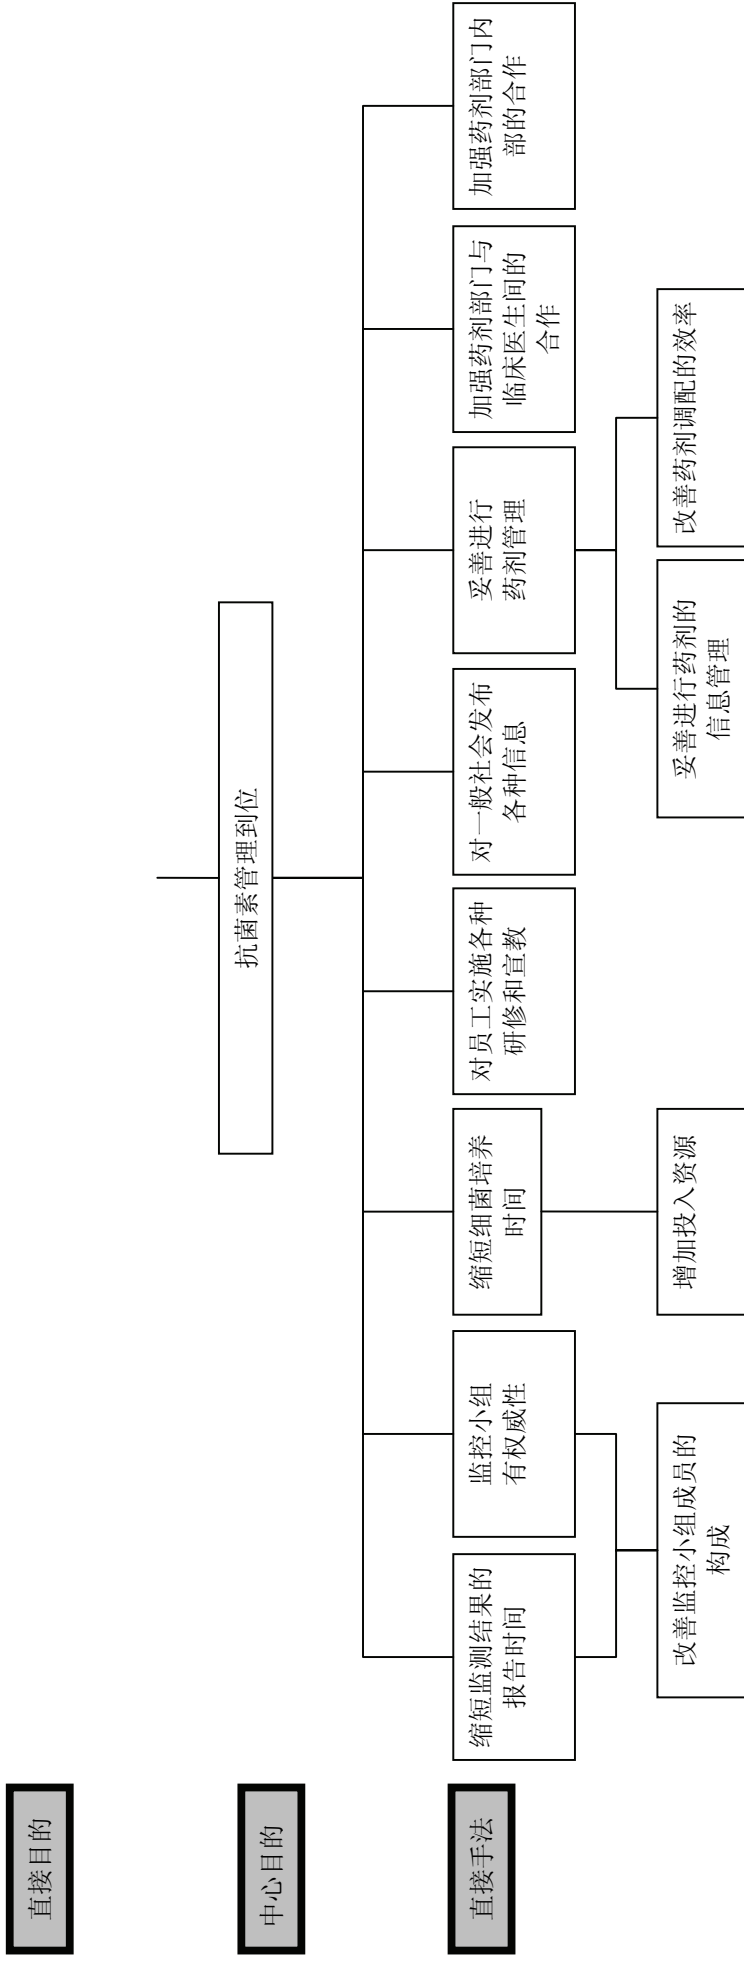 直接目的
中心目的
抗菌素管理到位
直接手法
缩短监测结果的
报告时间
监控小组
有权威性
缩短细菌培养
时间
对员工实施各种
研修和宣教
对一般社会发布
各种信息
妥善进行
药剂管理
加强药剂部门与
临床医生间的
合作
加强药剂部门内
部的合作
改善监控小组成员的
构成
增加投入资源
妥善进行药剂的
信息管理
改善药剂调配的效率